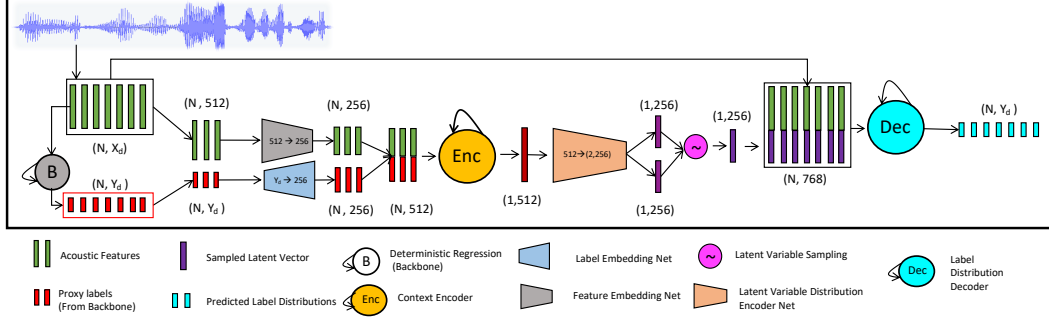 (N, X_d)
B
(N, Y_d )
(N, 512)
(N, Y_d )
512 → 256
Y_d → 256
(N, 256)
(N, 256)
(N, 512)
Enc
(1,512)
512→(2,256)
(1,256)
(1,256)
~
(1,256)
(N, 768)
Dec
(N, Y_d )
Acoustic Features
Sampled Latent Vector
B
Deterministic Regression
(Backbone)
Label Embedding Net
~
Latent Variable Sampling
Dec
Label
Distribution
Decoder
Proxy labels
(From Backbone)
Predicted Label Distributions
Enc
Context Encoder
Feature Embedding Net
Latent Variable Distribution
Encoder Net